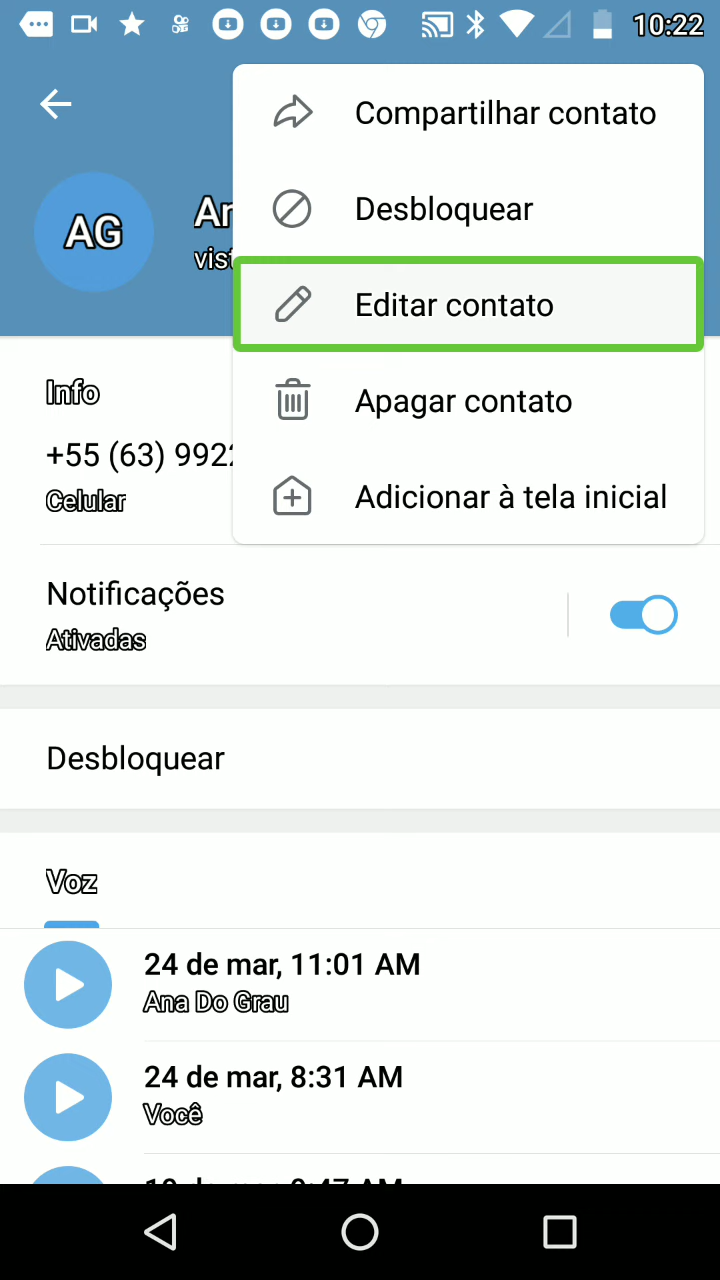 10:22
Compartilhar contato
AG
Desbloquear
Editar contato
Info
Apagar contato
+55 (63) 992
Celular
Adicionar à tela inicial
Notificações
Ativadas
Desbloquear
Voz
24 de mar, 11:01 AM
Ana Do Grau
24 de mar, 8:31 AM
Você